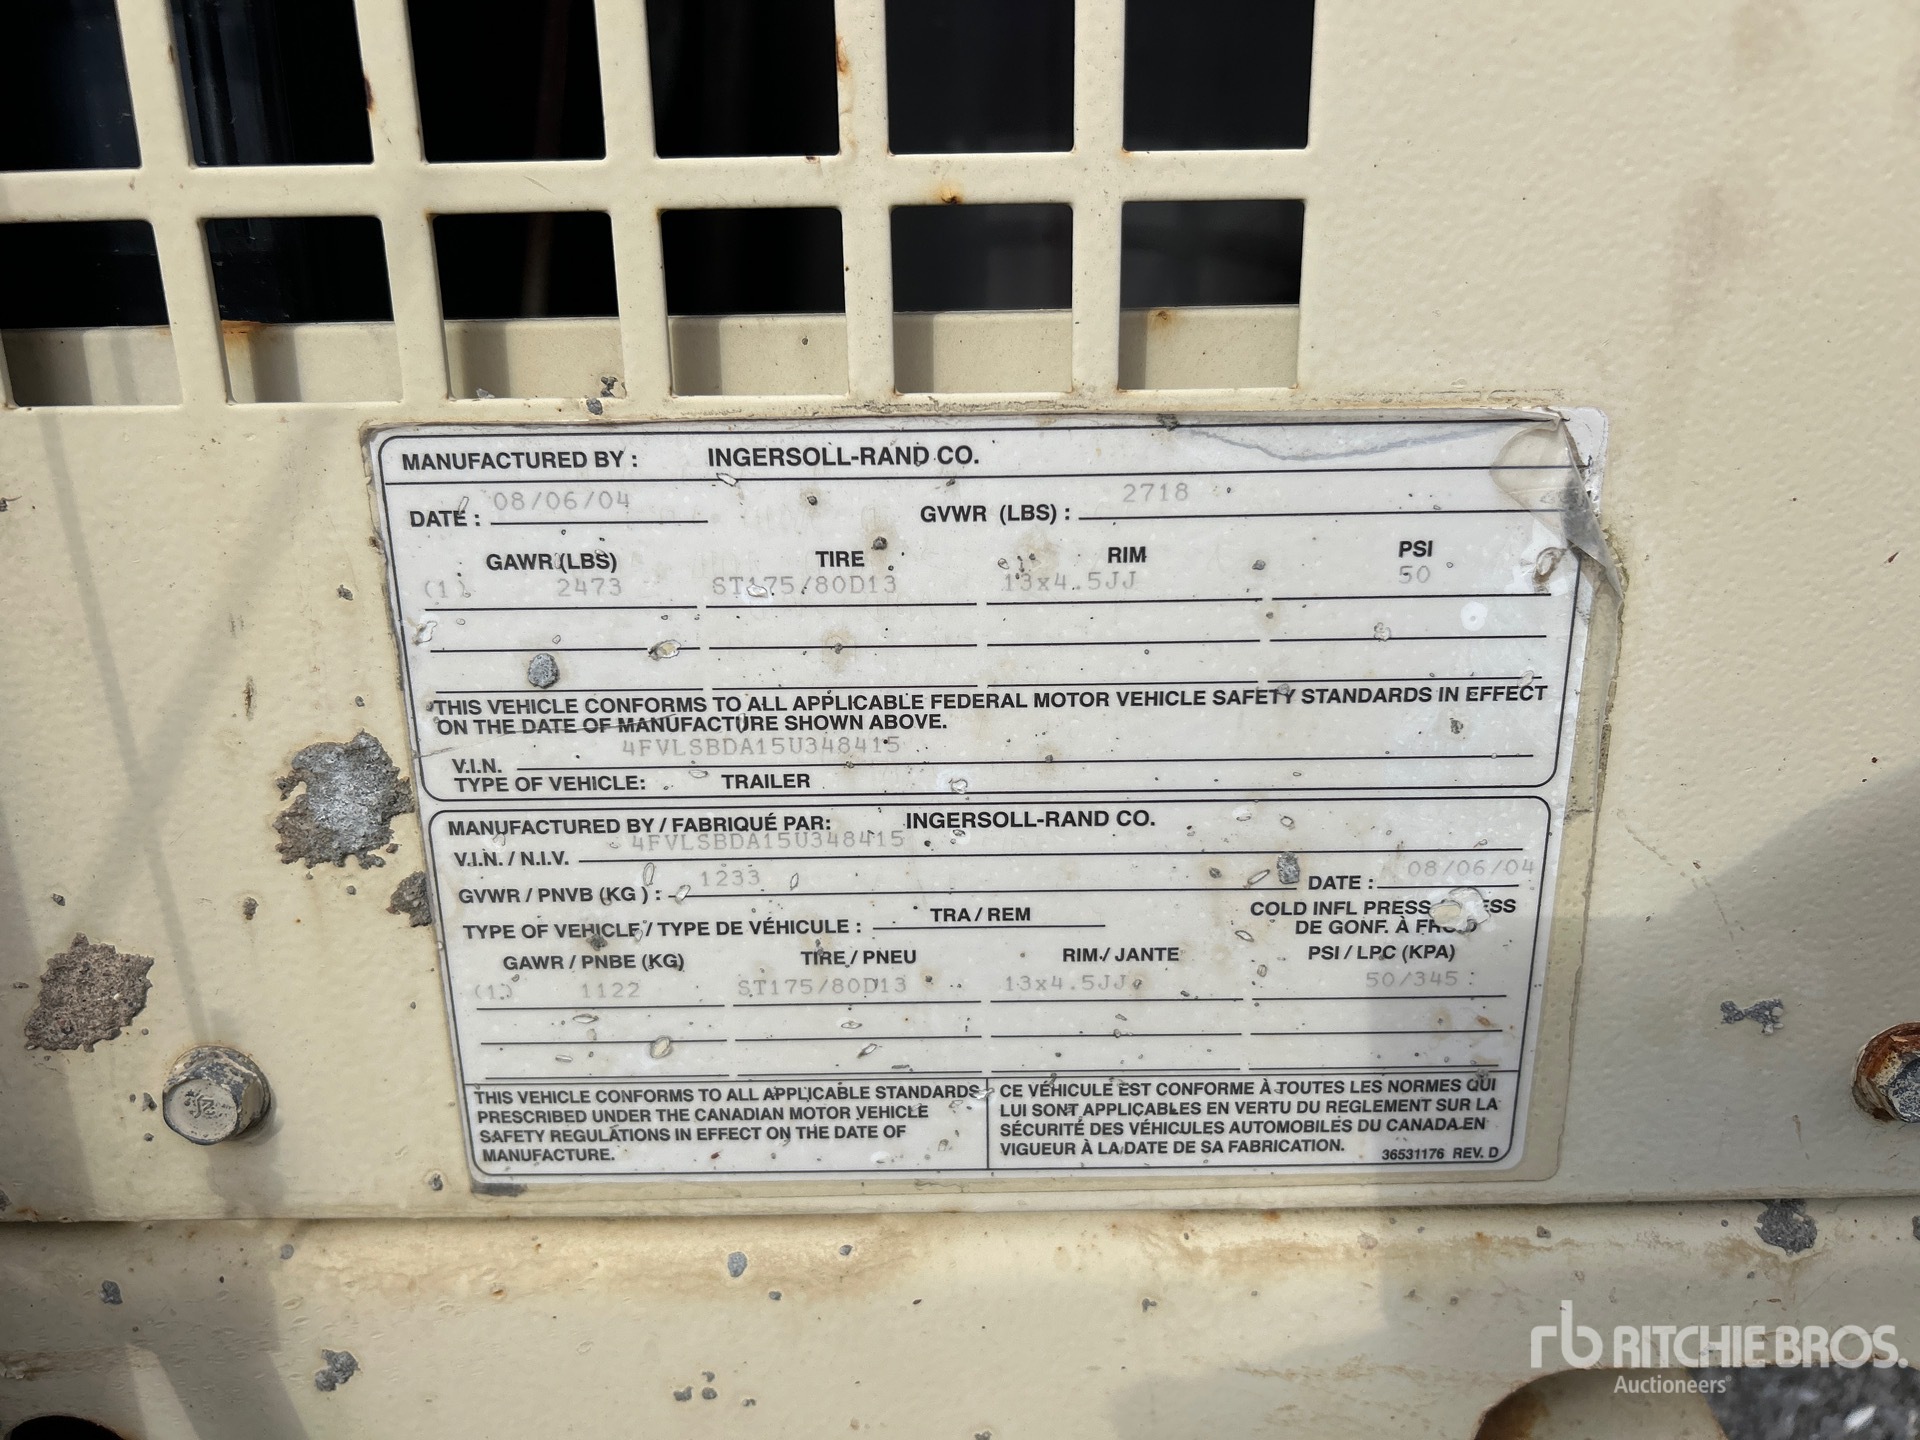 MANUFACTURED BY : INGERSOLL-RAND CO.
DATE : 08/06/04 GVWR (LBS) : 2718
GAWR (LBS) TIRE RIM PSI
(1) 2473 ST175/80D13 13x4.5JJ 50
THIS VEHICLE CONFORMS TO ALL APPLICABLE FEDERAL MOTOR VEHICLE SAFETY STANDARDS IN EFFECT
ON THE DATE OF MANUFACTURE SHOWN ABOVE.
V.I.N. 4FVLSBDA15U348415
TYPE OF VEHICLE: TRAILER
MANUFACTURED BY / FABRIQUÉ PAR: INGERSOLL-RAND CO.
V.I.N. / N.I.V. 4FVLSBDA15U348415
GVWR / PNVB (KG) : 1233 DATE : 08/06/04
TYPE OF VEHICLE / TYPE DE VÉHICULE : TRA / REM
COLD INFL PRESS
DE GONF. À FROID
GAWR / PNBE (KG) TIRE / PNEU RIM / JANTE PSI / LPC (KPA)
(1) 1122 ST175/80D13 13x4.5JJ 50/345
THIS VEHICLE CONFORMS TO ALL APPLICABLE STANDARDS
PRESCRIBED UNDER THE CANADIAN MOTOR VEHICLE
SAFETY REGULATIONS IN EFFECT ON THE DATE OF
MANUFACTURE.
CE VÉHICULE EST CONFORME À TOUTES LES NORMES QUI
LUI SONT APPLICABLES EN VERTU DU REGLEMENT SUR LA
SÉCURITÉ DES VÉHICULES AUTOMOBILES DU CANADA EN
VIGUEUR À LA DATE DE SA FABRICATION.
36531176 REV. D
rb RITCHIE BROS.
Auctioneers